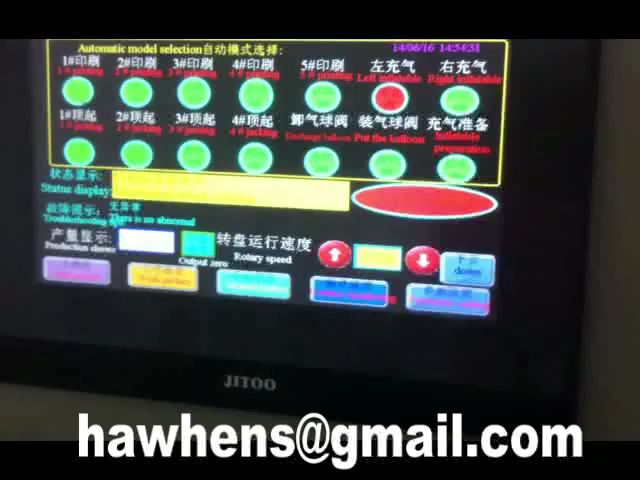 Automatic model selection自动模式选择: 14/06/16 14:54:31
1#印刷 2#印刷 3#印刷 4#印刷 5#印刷 左充气 右充气
1 # printing 2 # printing 3 # printing 4 # printing 5 # printing Left inflatable Right inflatable
1#顶起 2#顶起 3#顶起 4#顶起 卸气球阀 装气球阀 充气准备
1 # jacking 2 # jacking 3 # jacking 4 # jacking Discharge balloon Put the balloon Inflatable preparation
状态显示:
Status display:
故障提示: 无异常
Troubleshooting There is no abnormal
产量显示: 转盘运行速度
Production shows Output zero Rotary speed
down
JITOO
hawhens@gmail.com